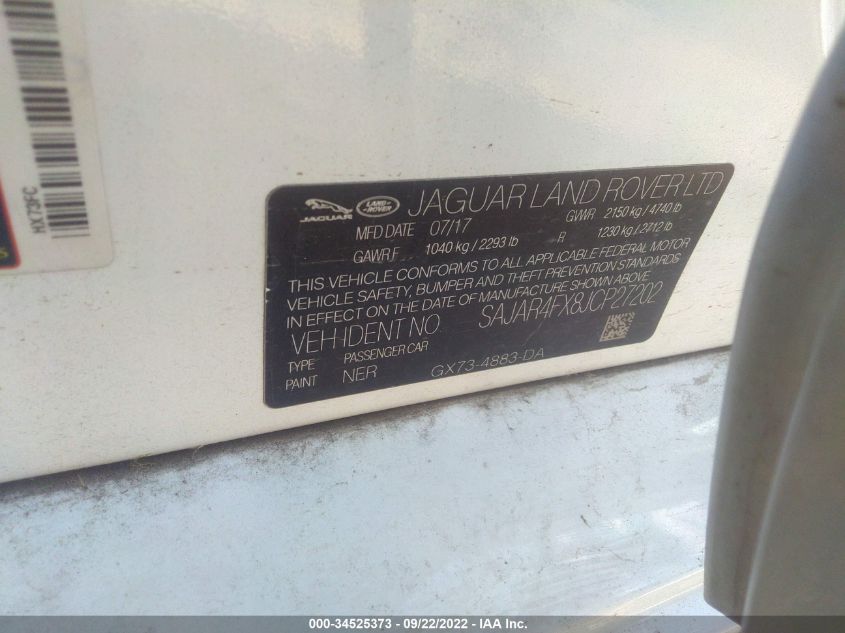 HX73FC
JAGUAR
LAND ROVER
JAGUAR LAND ROVER LTD
MFD DATE 07/17 GVWR 2150 kg / 4740 lb
GAWR F 1040 kg / 2293 lb R 1230 kg / 2712 lb
THIS VEHICLE CONFORMS TO ALL APPLICABLE FEDERAL MOTOR
VEHICLE SAFETY, BUMPER AND THEFT PREVENTION STANDARDS
IN EFFECT ON THE DATE OF MANUFACTURE SHOWN ABOVE.
VEH IDENT NO. SAJAR4FX8JCP27202
TYPE PASSENGER CAR
PAINT NER GX73-4883-DA
000-34525373 - 09/22/2022 - IAA Inc.